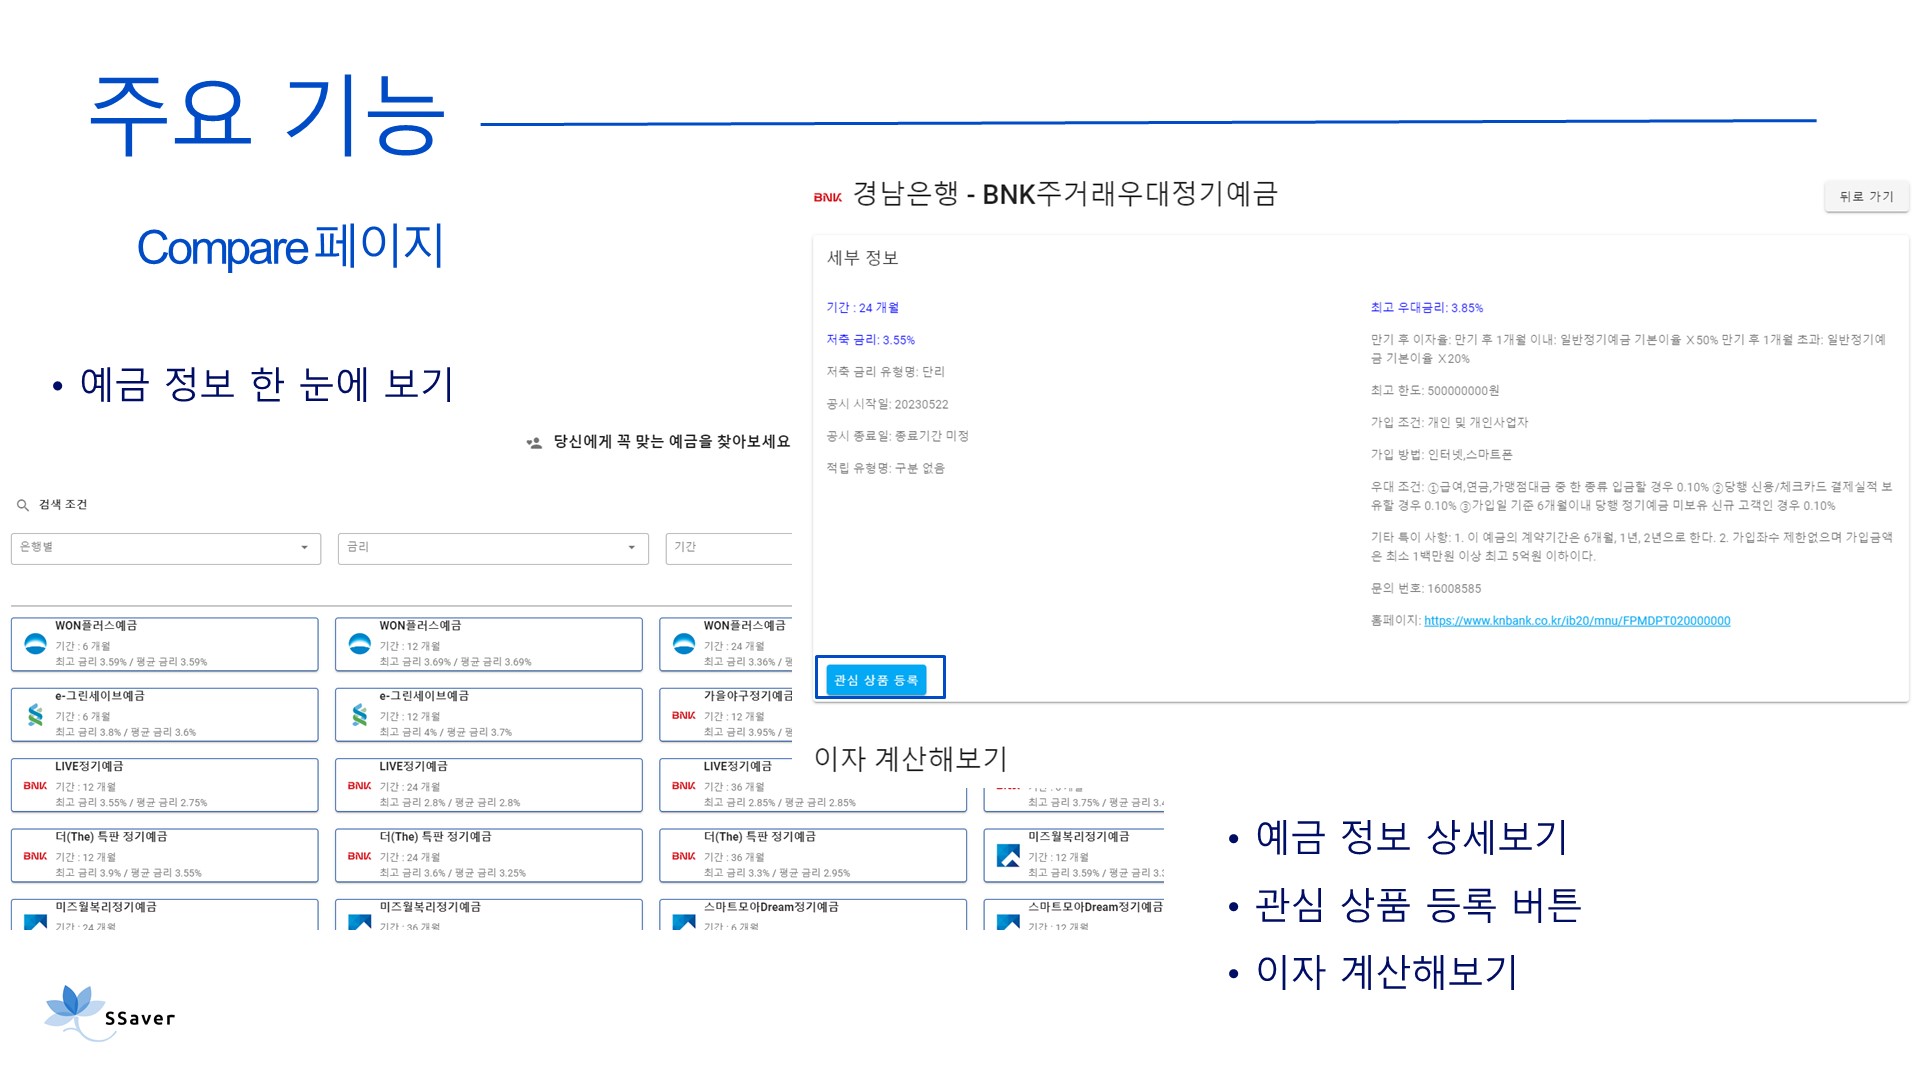 주요 기능
Compare 페이지
• 예금 정보 한 눈에 보기
당신에게 꼭 맞는 예금을 찾아보세요
검색 조건
은행별
금리
기간
WON플러스예금
기간 : 6 개월
최고 금리 3.59% / 평균 금리 3.59%
WON플러스예금
기간 : 12 개월
최고 금리 3.69% / 평균 금리 3.69%
WON플러스예금
기간 : 24 개월
최고 금리 3.36% /
e-그린세이브예금
기간 : 6 개월
최고 금리 3.8% / 평균 금리 3.6%
e-그린세이브예금
기간 : 12 개월
최고 금리 4% / 평균 금리 3.7%
BNK
가을야구정기예금
기간 : 12 개월
최고 금리 3.95% /
BNK
LIVE정기예금
기간 : 12 개월
최고 금리 3.55% / 평균 금리 2.75%
BNK
LIVE정기예금
기간 : 24 개월
최고 금리 2.8% / 평균 금리 2.8%
BNK
LIVE정기예금
기간 : 36 개월
최고 금리 2.85% / 평균 금리 2.85%
최고 금리 3.75% / 평균 금리
BNK
더(The) 특판 정기예금
기간 : 12 개월
최고 금리 3.9% / 평균 금리 3.55%
BNK
더(The) 특판 정기예금
기간 : 24 개월
최고 금리 3.6% / 평균 금리 3.25%
BNK
더(The) 특판 정기예금
기간 : 36 개월
최고 금리 3.3% / 평균 금리 2.95%
미즈월복리정기예금
기간 : 12 개월
최고 금리 3.59% / 평균 금리
미즈월복리정기예금
기간 : 24 개월
미즈월복리정기예금
기간 : 36 개월
스마트모아Dream정기예금
기간 : 6 개월
스마트모아Dream정기예금
기간 : 12 개월
BNK 경남은행 - BNK주거래우대정기예금
뒤로 가기
세부 정보
기간 : 24 개월
저축 금리: 3.55%
저축 금리 유형명: 단리
공시 시작일: 20230522
공시 종료일: 종료기간 미정
적립 유형명: 구분 없음
최고 우대금리: 3.85%
만기 후 이자율: 만기 후 1개월 이내: 일반정기예금 기본이율 X50% 만기 후 1개월 초과: 일반정기예
금 기본이율 X20%
최고 한도: 500000000원
가입 조건: 개인 및 개인사업자
가입 방법: 인터넷,스마트폰
우대 조건: ①급여,연금,가맹점대금 중 한 종류 입금할 경우 0.10% ②당행 신용/체크카드 결제실적 보
유할 경우 0.10% ③가입일 기준 6개월이내 당행 정기예금 미보유 신규 고객인 경우 0.10%
기타 특이 사항: 1. 이 예금의 계약기간은 6개월, 1년, 2년으로 한다. 2. 가입좌수 제한없으며 가입금액
은 최소 1백만원 이상 최고 5억원 이하이다.
문의 번호: 16008585
홈페이지: https://www.knbank.co.kr/ib20/mnu/FPMDPT020000000
관심 상품 등록
이자 계산해보기
• 예금 정보 상세보기
• 관심 상품 등록 버튼
• 이자 계산해보기
SSaver